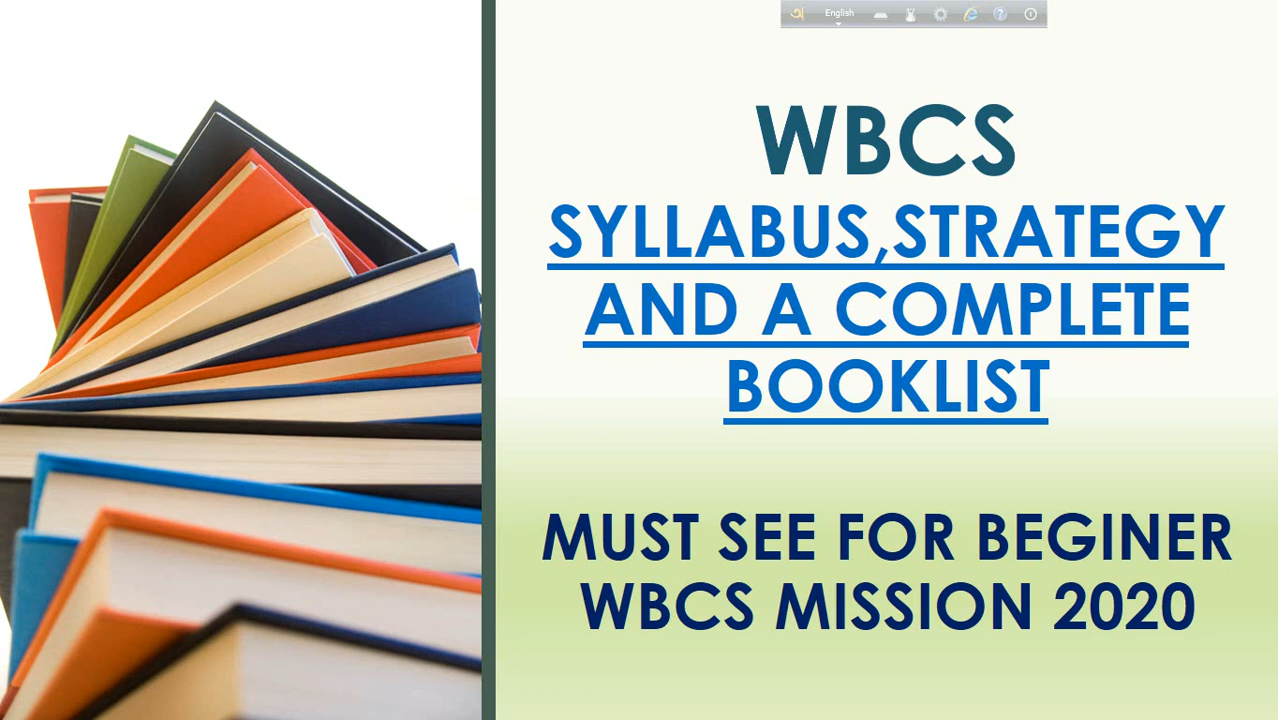 অ English
WBCS
SYLLABUS,STRATEGY
AND A COMPLETE
BOOKLIST
MUST SEE FOR BEGINER
WBCS MISSION 2020